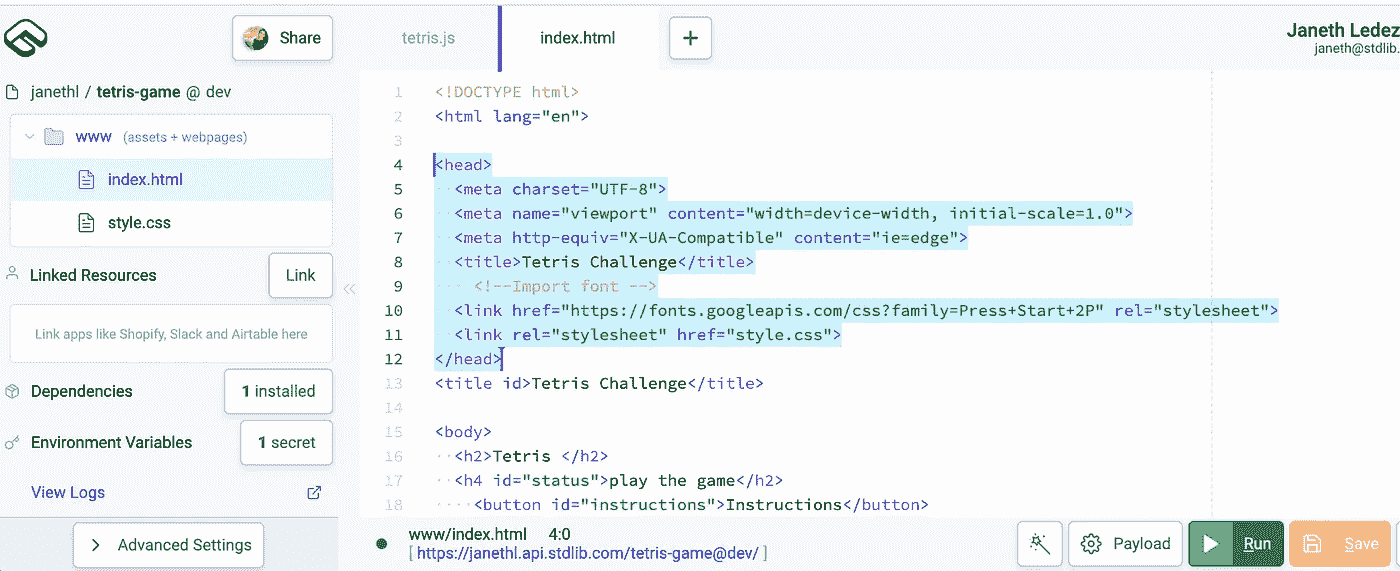 Share
tetris.js
index.html
+
Janeth Ledez
janeth@stdlib.
janethl / tetris-game @ dev
www (assets + webpages)
index.html
style.css
Linked Resources
Link
Link apps like Shopify, Slack and Airtable here
Dependencies
1 installed
Environment Variables
1 secret
View Logs
Advanced Settings
1 <!DOCTYPE html>
2 <html lang="en">
3
4 <head>
5 <meta charset="UTF-8">
6 <meta name="viewport" content="width=device-width, initial-scale=1.0">
7 <meta http-equiv="X-UA-Compatible" content="ie=edge">
8 <title>Tetris Challenge</title>
9 <!--Import font -->
10 <link href="https://fonts.googleapis.com/css?family=Press+Start+2P" rel="stylesheet">
11 <link rel="stylesheet" href="style.css">
12 </head>
13 <title id>Tetris Challenge</title>
14
15 <body>
16 <h2>Tetris </h2>
17 <h4 id="status">play the game</h2>
18 <button id="instructions">Instructions</button>
www/index.html 4:0
[ https://janethl.api.stdlib.com/tetris-game@dev/ ]
Payload
Run
Save